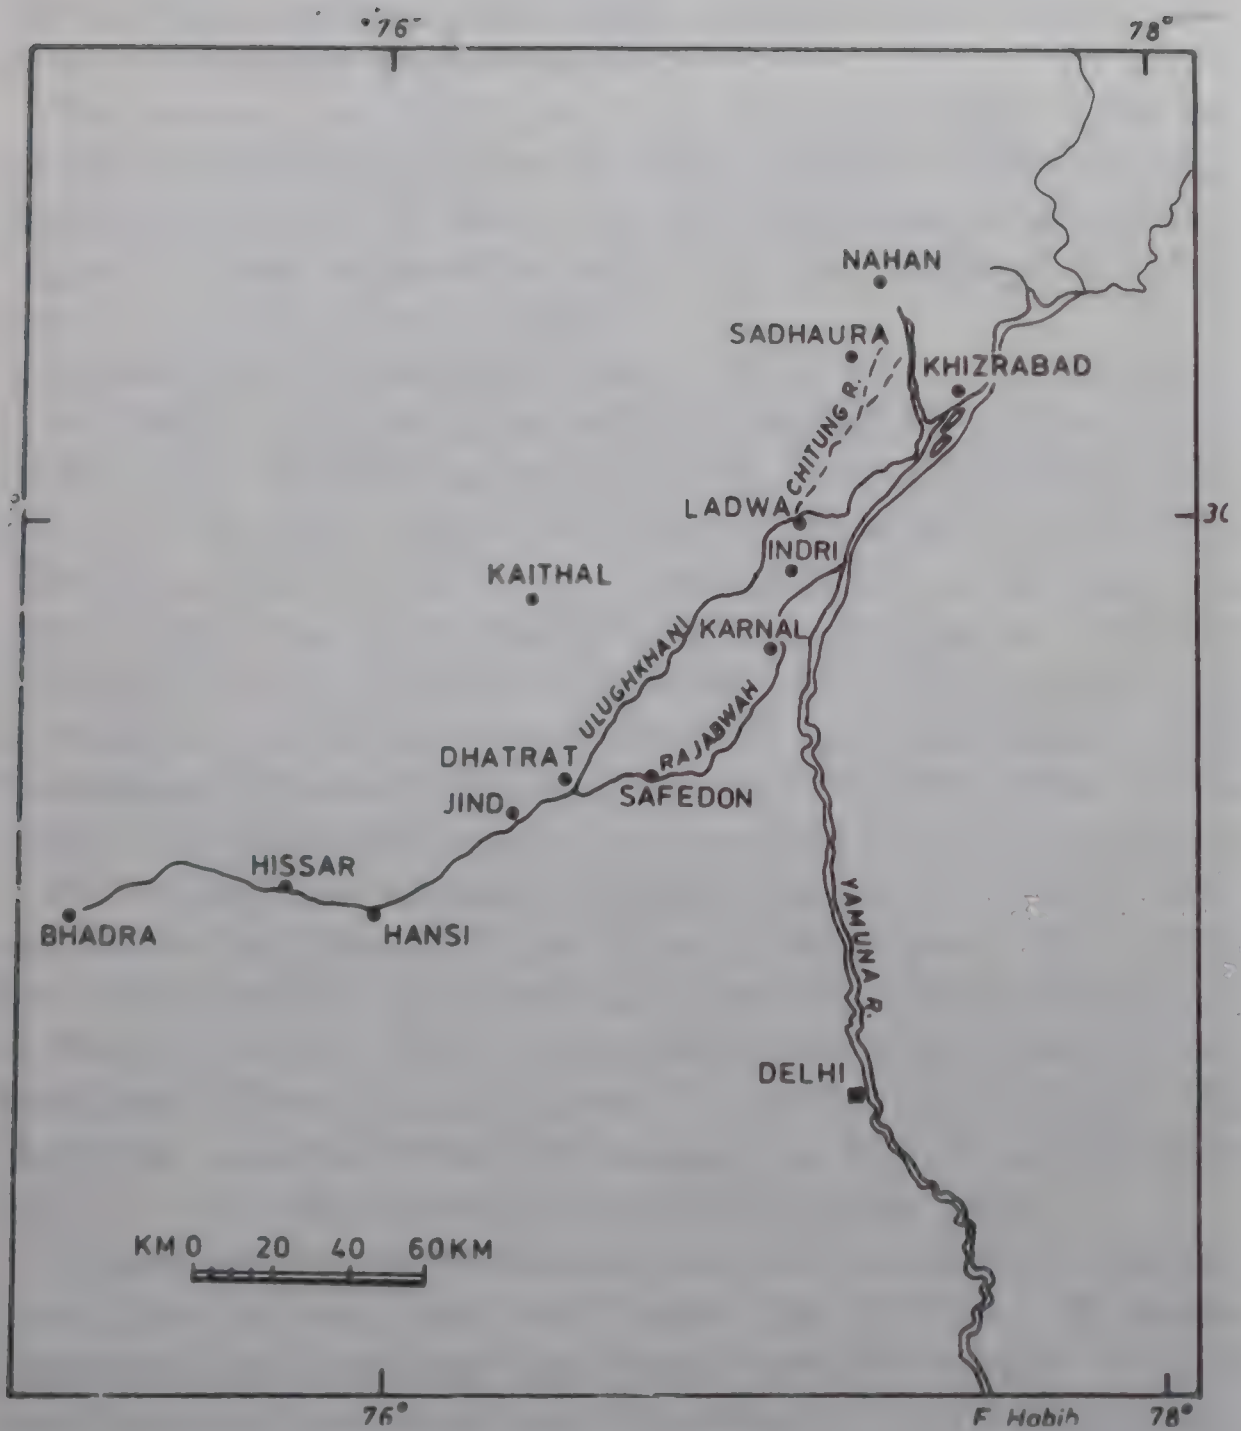 76°
78°
NAHAN
SADHAURA
KHIZRABAD
CHITUNG R.
LADWA
30
INDRI
KAITHAL
ULUGHKHANI
KARNAL
RAJABWAH
DHATRAT
JIND
SAFEDON
HISSAR
BHADRA
HANSI
YAMUNA R.
DELHI
KM 0 20 40 60 KM
76°
78°
F Habib